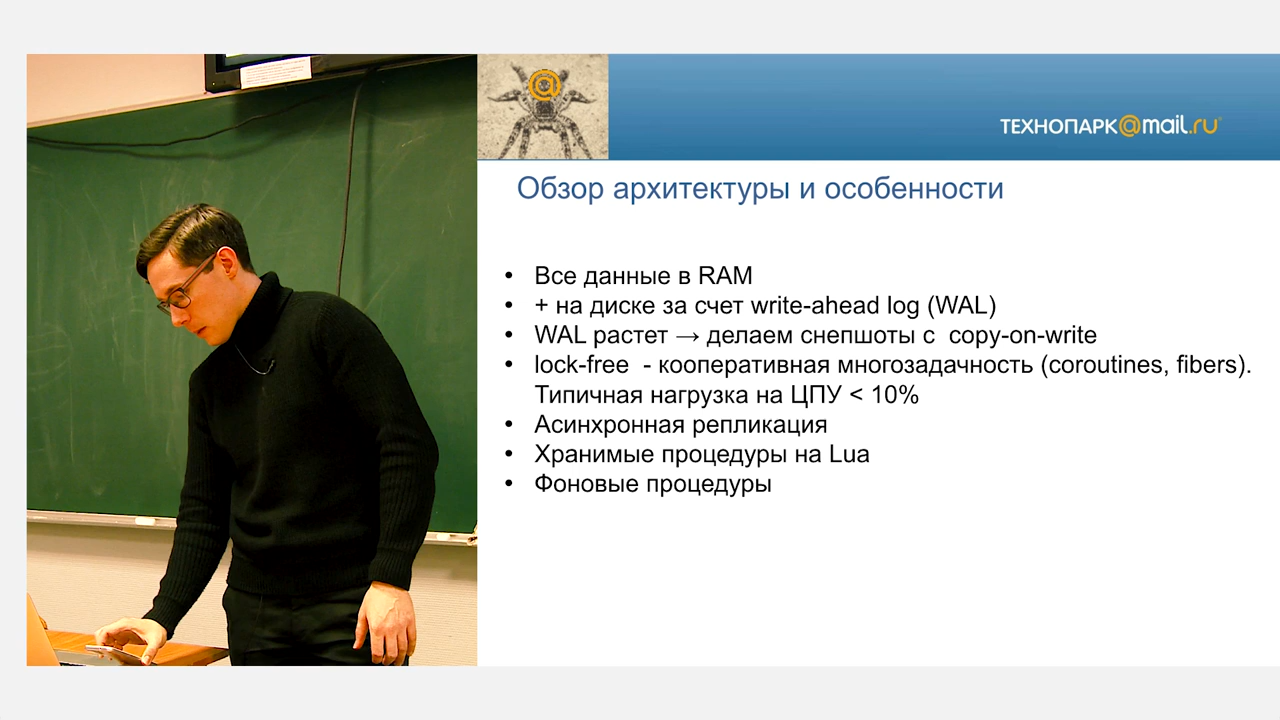 ТЕХНОПАРК@mail.ru
Обзор архитектуры и особенности
• Все данные в RAM
• + на диске за счет write-ahead log (WAL)
• WAL растет → делаем снепшоты с  copy-on-write
• lock-free  - кооперативная многозадачность (coroutines, fibers).
Типичная нагрузка на ЦПУ < 10%
• Асинхронная репликация
• Хранимые процедуры на Lua
• Фоновые процедуры